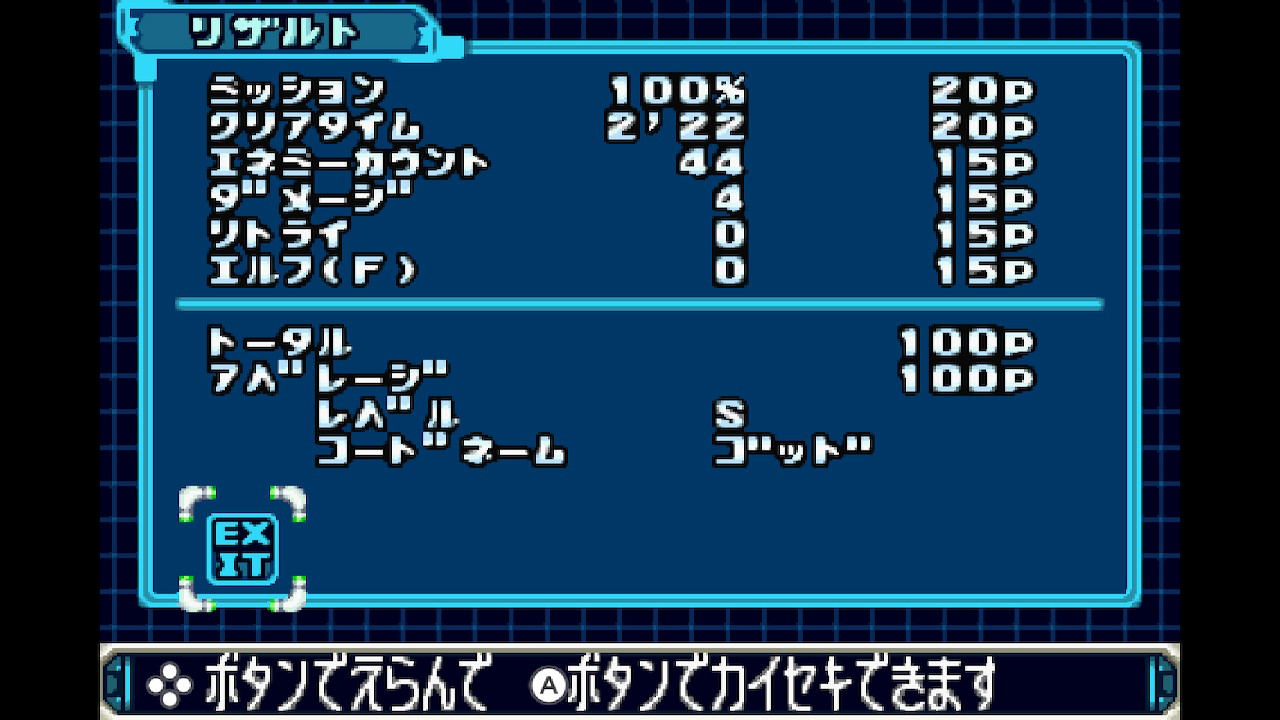 リザルト
ミッション 100% 20P
クリアタイム 2'22 20P
エネミーカウント 44 15P
ダメージ 4 15P
リトライ 0 15P
エルフ(F) 0 15P
トータル 100P
アベレージ 100P
レベル S
コードネーム ゴッド
EX
IT
ボタンでえらんで Aボタンでカイセキできます